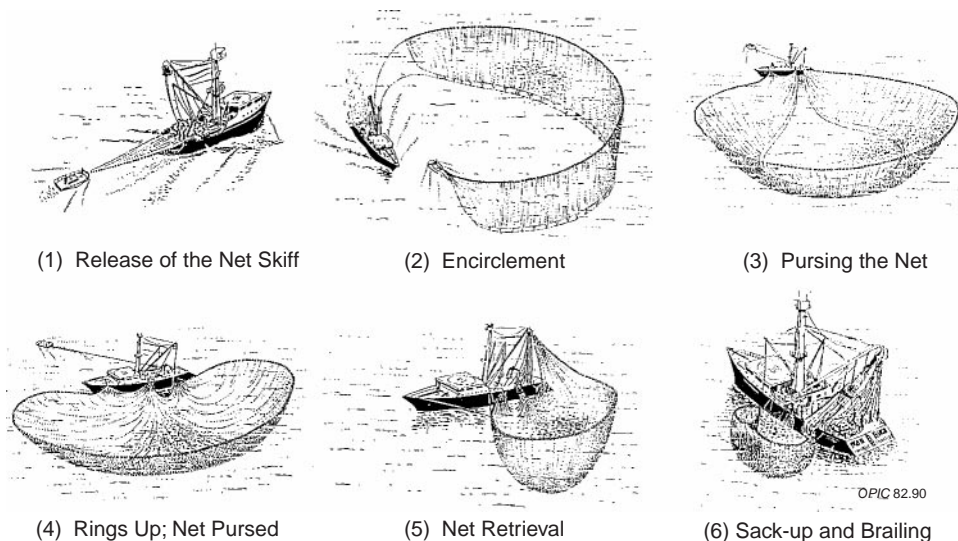 (1) Release of the Net Skiff
(2) Encirclement
(3) Pursing the Net
(4) Rings Up; Net Pursed
(5) Net Retrieval
OPIC 82.90
(6) Sack-up and Brailing